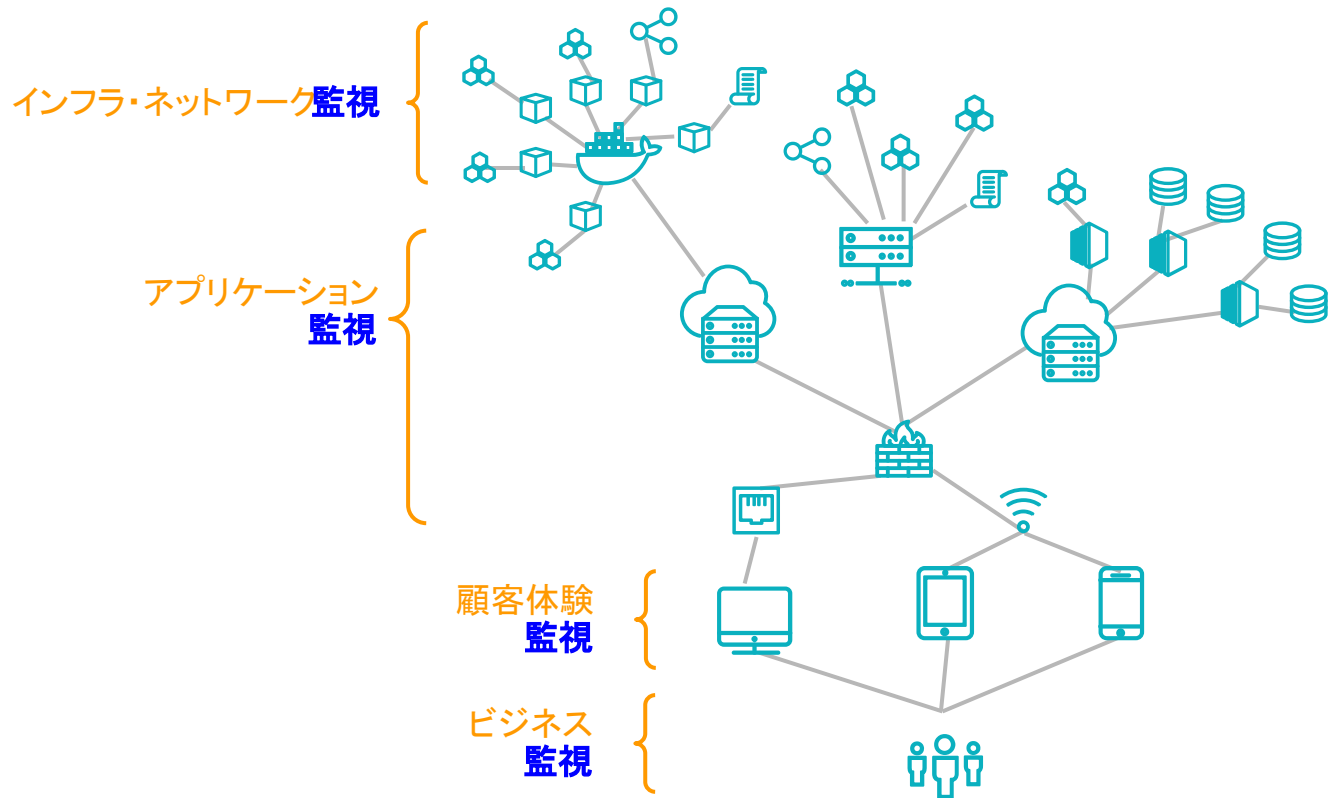 インフラ・ネットワーク監視
アプリケーション
監視
顧客体験
監視
ビジネス
監視